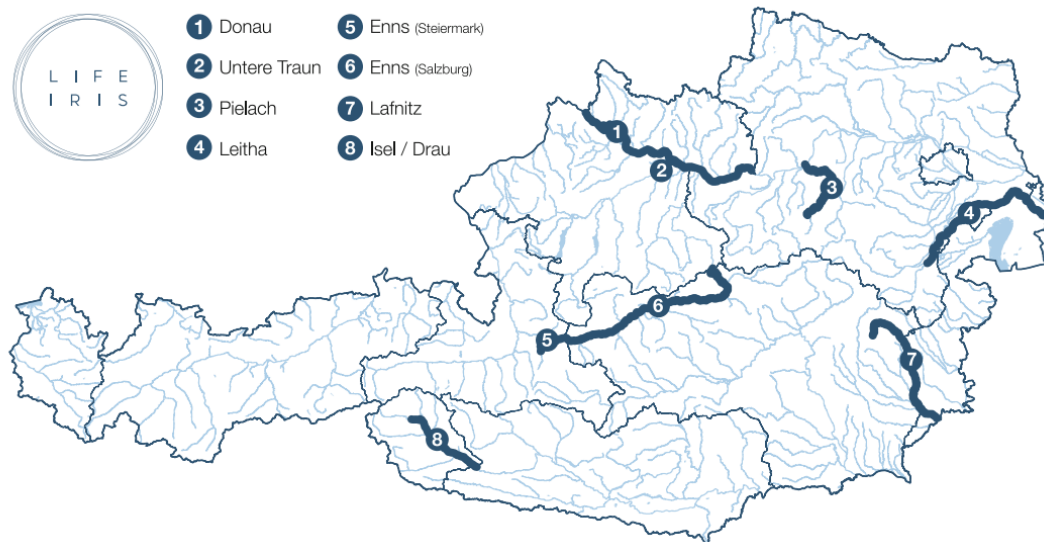 LIFE
IRIS
1 Donau
2 Untere Traun
3 Pielach
4 Leitha
5 Enns (Steiermark)
6 Enns (Salzburg)
7 Lafnitz
8 Isel / Drau
1
2
3
4
6
5
7
8